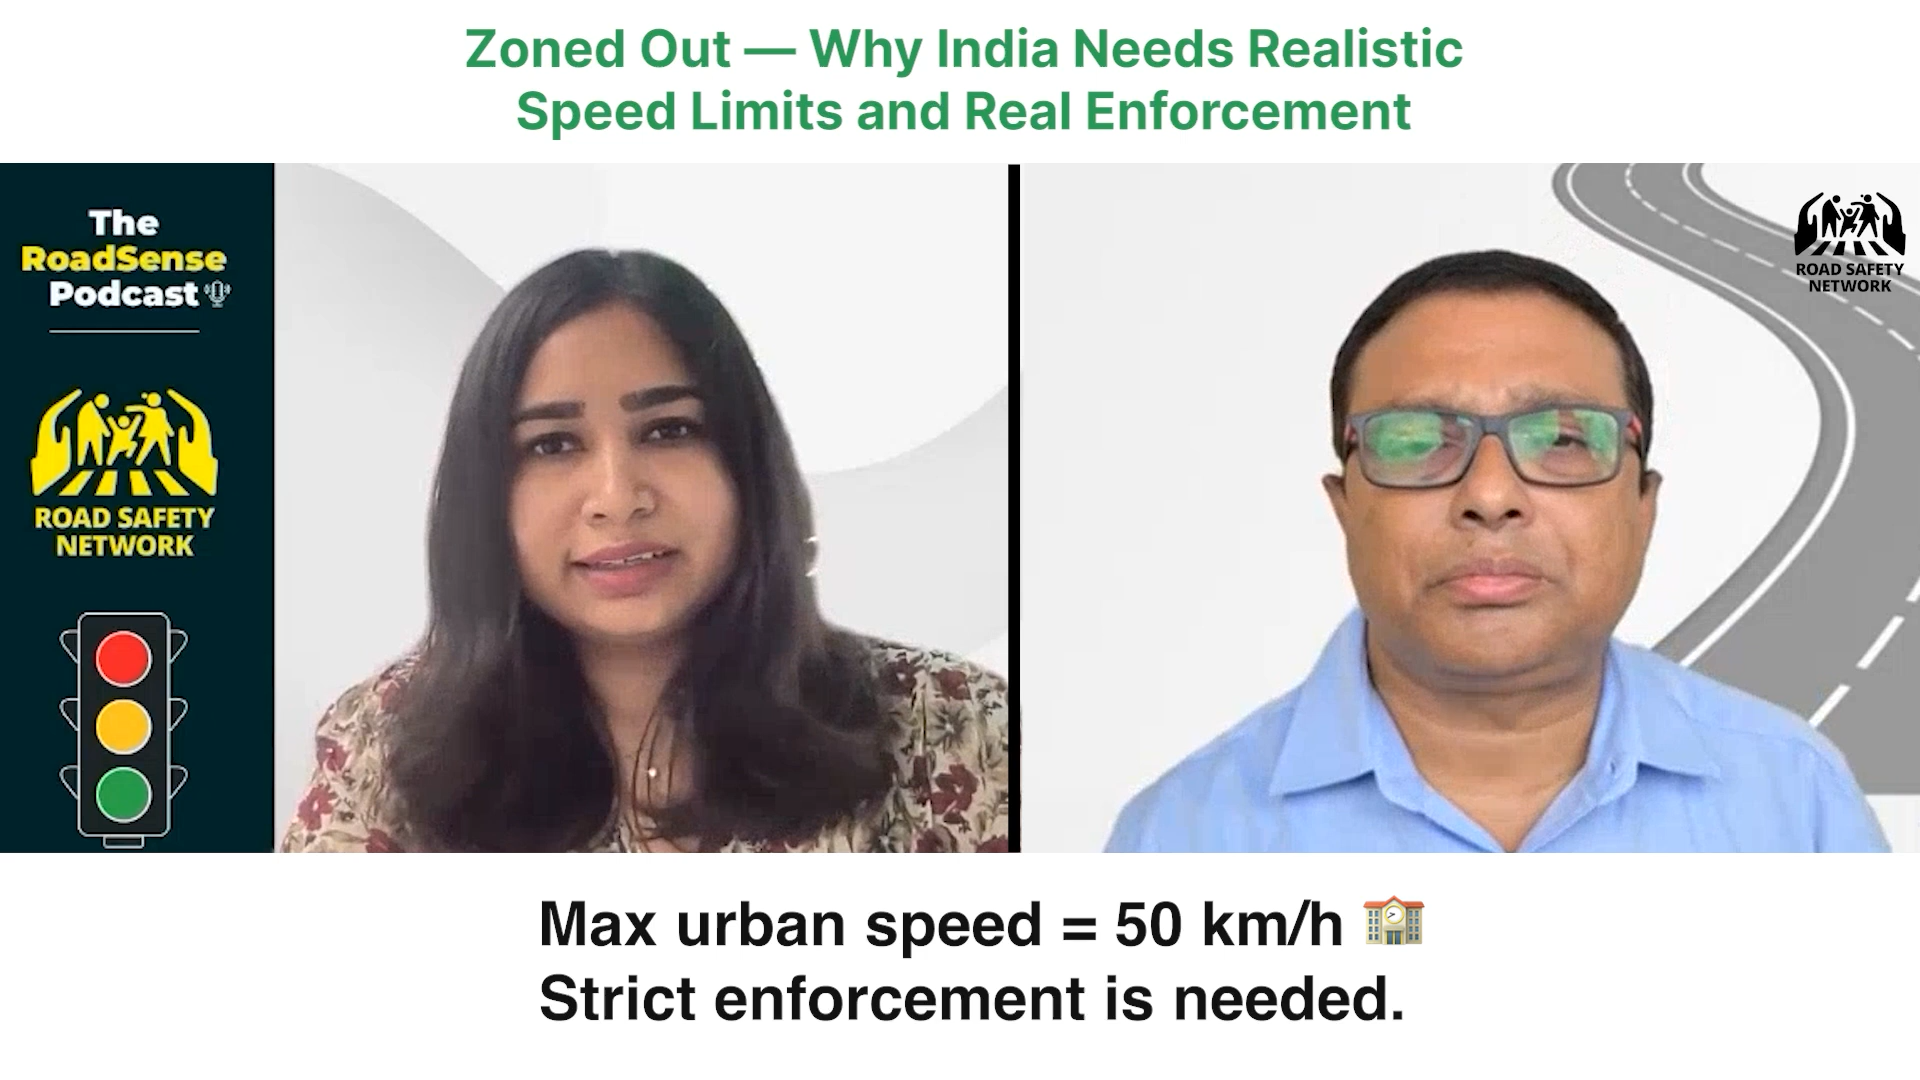 Zoned Out — Why India Needs Realistic
Speed Limits and Real Enforcement
The
RoadSense
Podcast
ROAD SAFETY
NETWORK
ROAD SAFETY
NETWORK
Max urban speed = 50 km/h 🏫
Strict enforcement is needed.